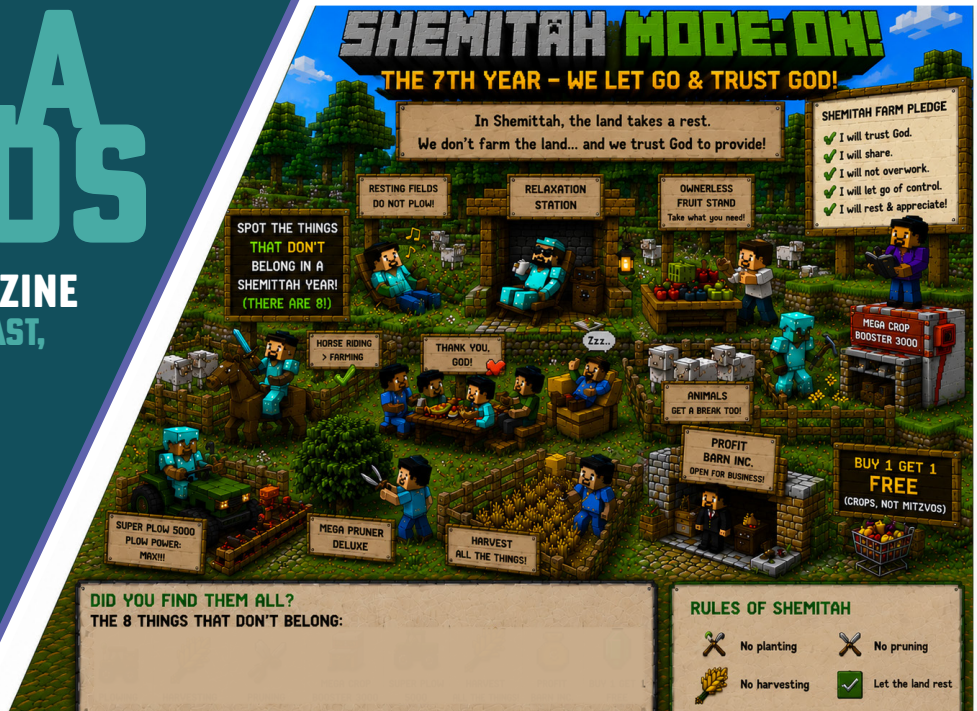 A
DS
ZINE
AST,
SHEMITAH MODE: ON!
THE 7TH YEAR – WE LET GO & TRUST GOD!
In Shemittah, the land takes a rest.
We don't farm the land... and we trust God to provide!
SHEMITAH FARM PLEDGE
I will trust God.
I will share.
I will not overwork.
I will let go of control.
I will rest & appreciate!
RESTING FIELDS
DO NOT PLOW!
RELAXATION
STATION
OWNERLESS
FRUIT STAND
Take what you need!
SPOT THE THINGS
THAT DON'T
BELONG IN A
SHEMITTAH YEAR!
(THERE ARE 8!)
HORSE RIDING
> FARMING
THANK YOU,
GOD!
Zzz..
MEGA CROP
BOOSTER 3000
ANIMALS
GET A BREAK TOO!
PROFIT
BARN INC.
OPEN FOR BUSINESS!
BUY 1 GET 1
FREE
(CROPS, NOT MITZVOS)
SUPER PLOW 5000
PLOW POWER:
MAX!!!
MEGA PRUNER
DELUXE
HARVEST
ALL THE THINGS!
DID YOU FIND THEM ALL?
THE 8 THINGS THAT DON'T BELONG:
RULES OF SHEMITAH
No planting
No pruning
No harvesting
Let the land rest